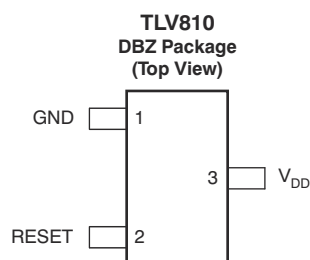 TLV810
DBZ Package
(Top View)
GND 1
3 VDD
RESET 2